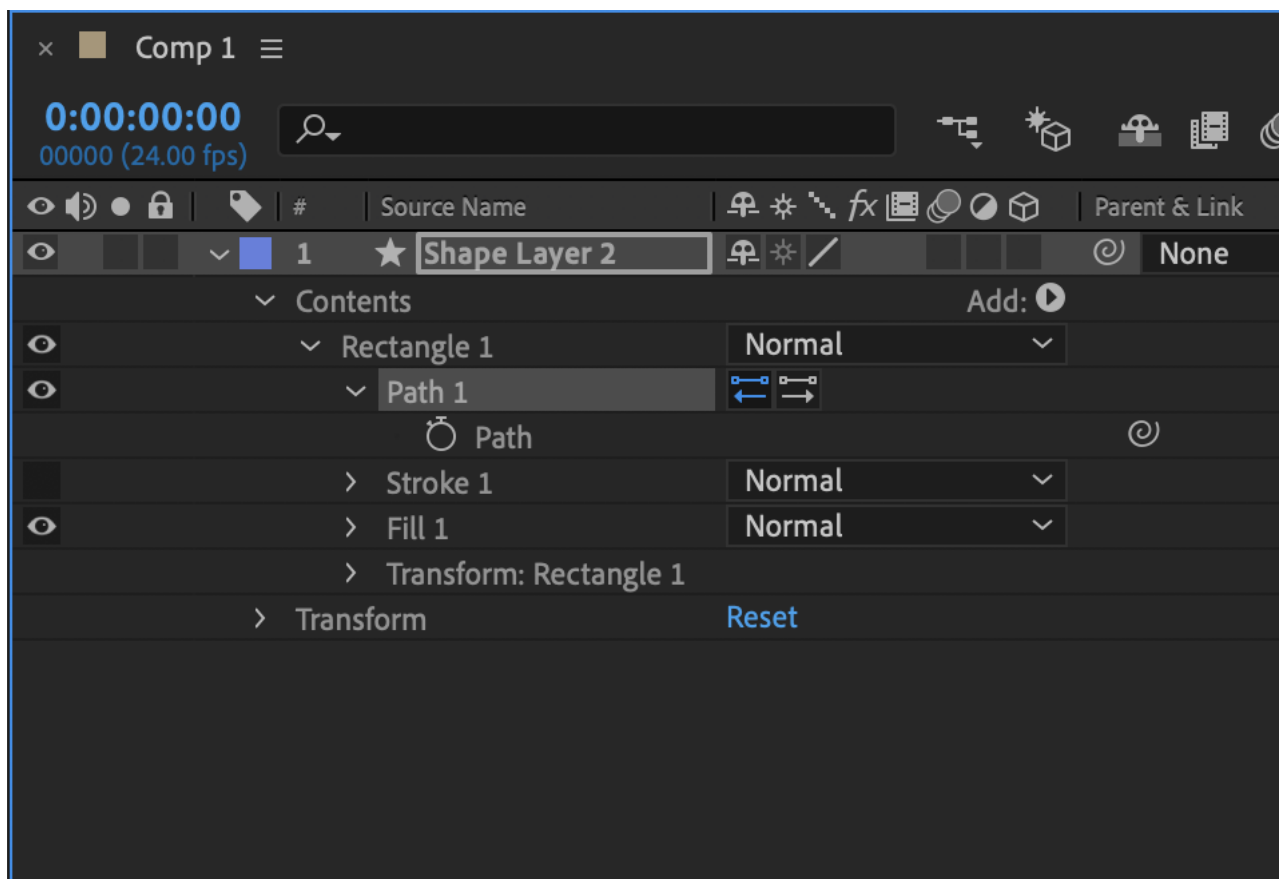 Comp 1
0:00:00:00
00000 (24.00 fps)
# Source Name fx Parent & Link
1 Shape Layer 2 None
Contents Add:
Rectangle 1 Normal
Path 1
Path
Stroke 1 Normal
Fill 1 Normal
Transform: Rectangle 1
Transform Reset